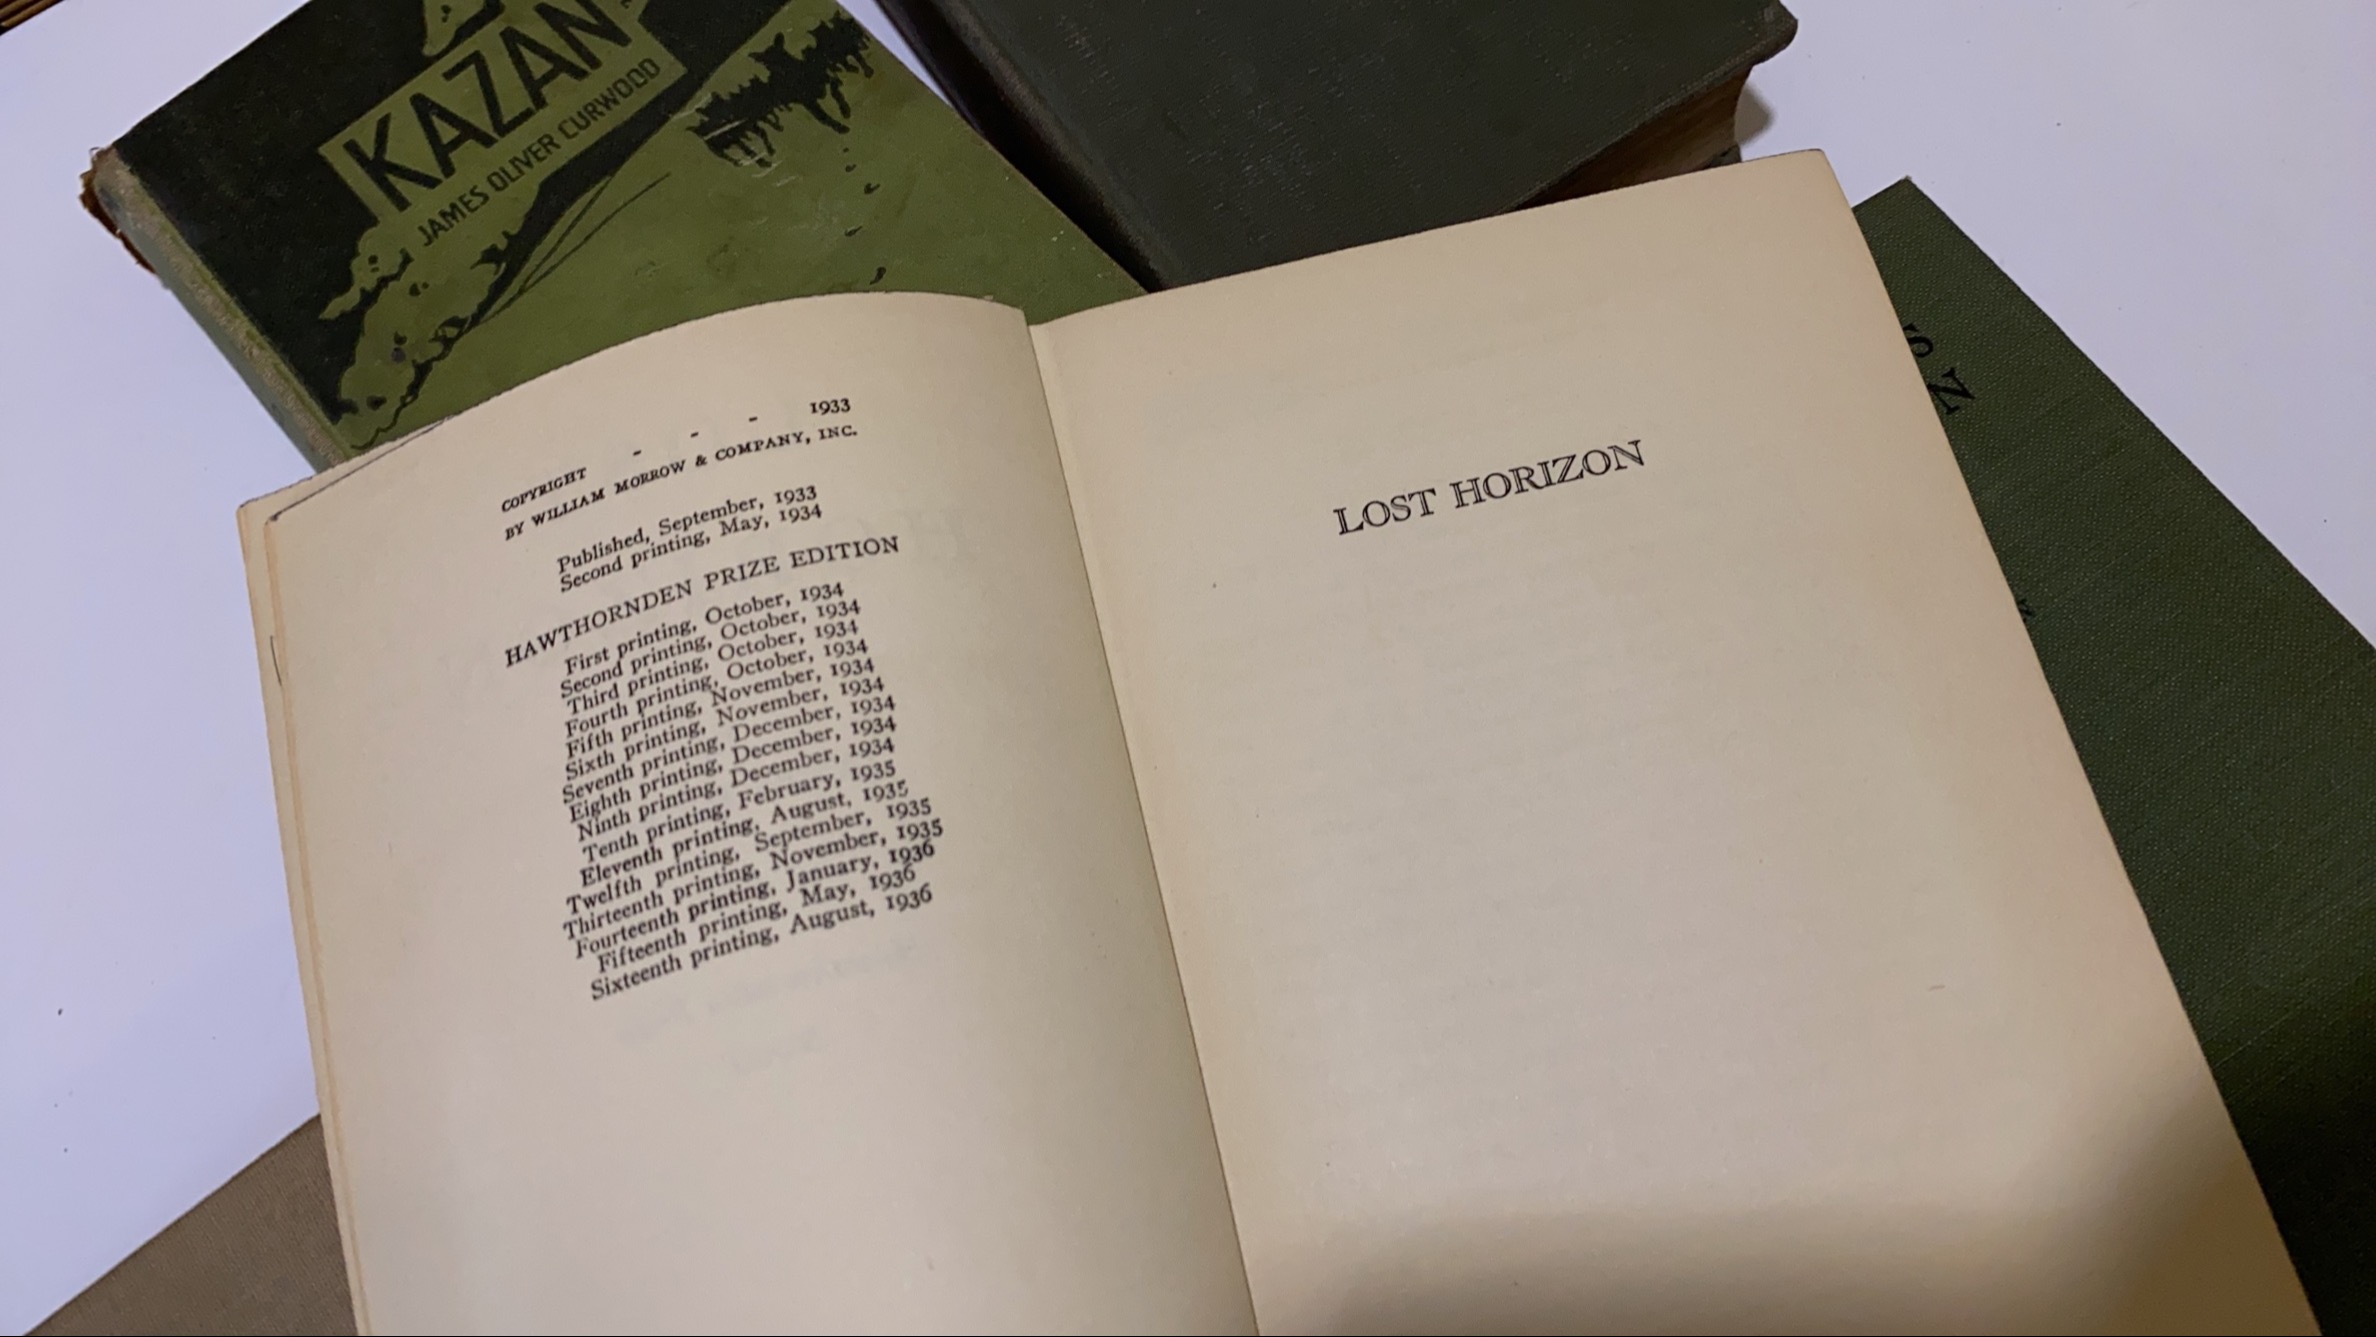 KAZAN
JAMES OLIVER CURWOOD
COPYRIGHT - - - 1933
BY WILLIAM MORROW & COMPANY, INC.
Published, September, 1933
Second printing, May, 1934
HAWTHORNDEN PRIZE EDITION
First printing, October, 1934
Second printing, October, 1934
Third printing, October, 1934
Fourth printing, October, 1934
Fifth printing, November, 1934
Sixth printing, November, 1934
Seventh printing, December, 1934
Eighth printing, December, 1934
Ninth printing, December, 1934
Tenth printing, February, 1935
Eleventh printing, August, 1935
Twelfth printing, September, 1935
Thirteenth printing, November, 1935
Fourteenth printing, January, 1936
Fifteenth printing, May, 1936
Sixteenth printing, August, 1936
LOST HORIZON
S
N